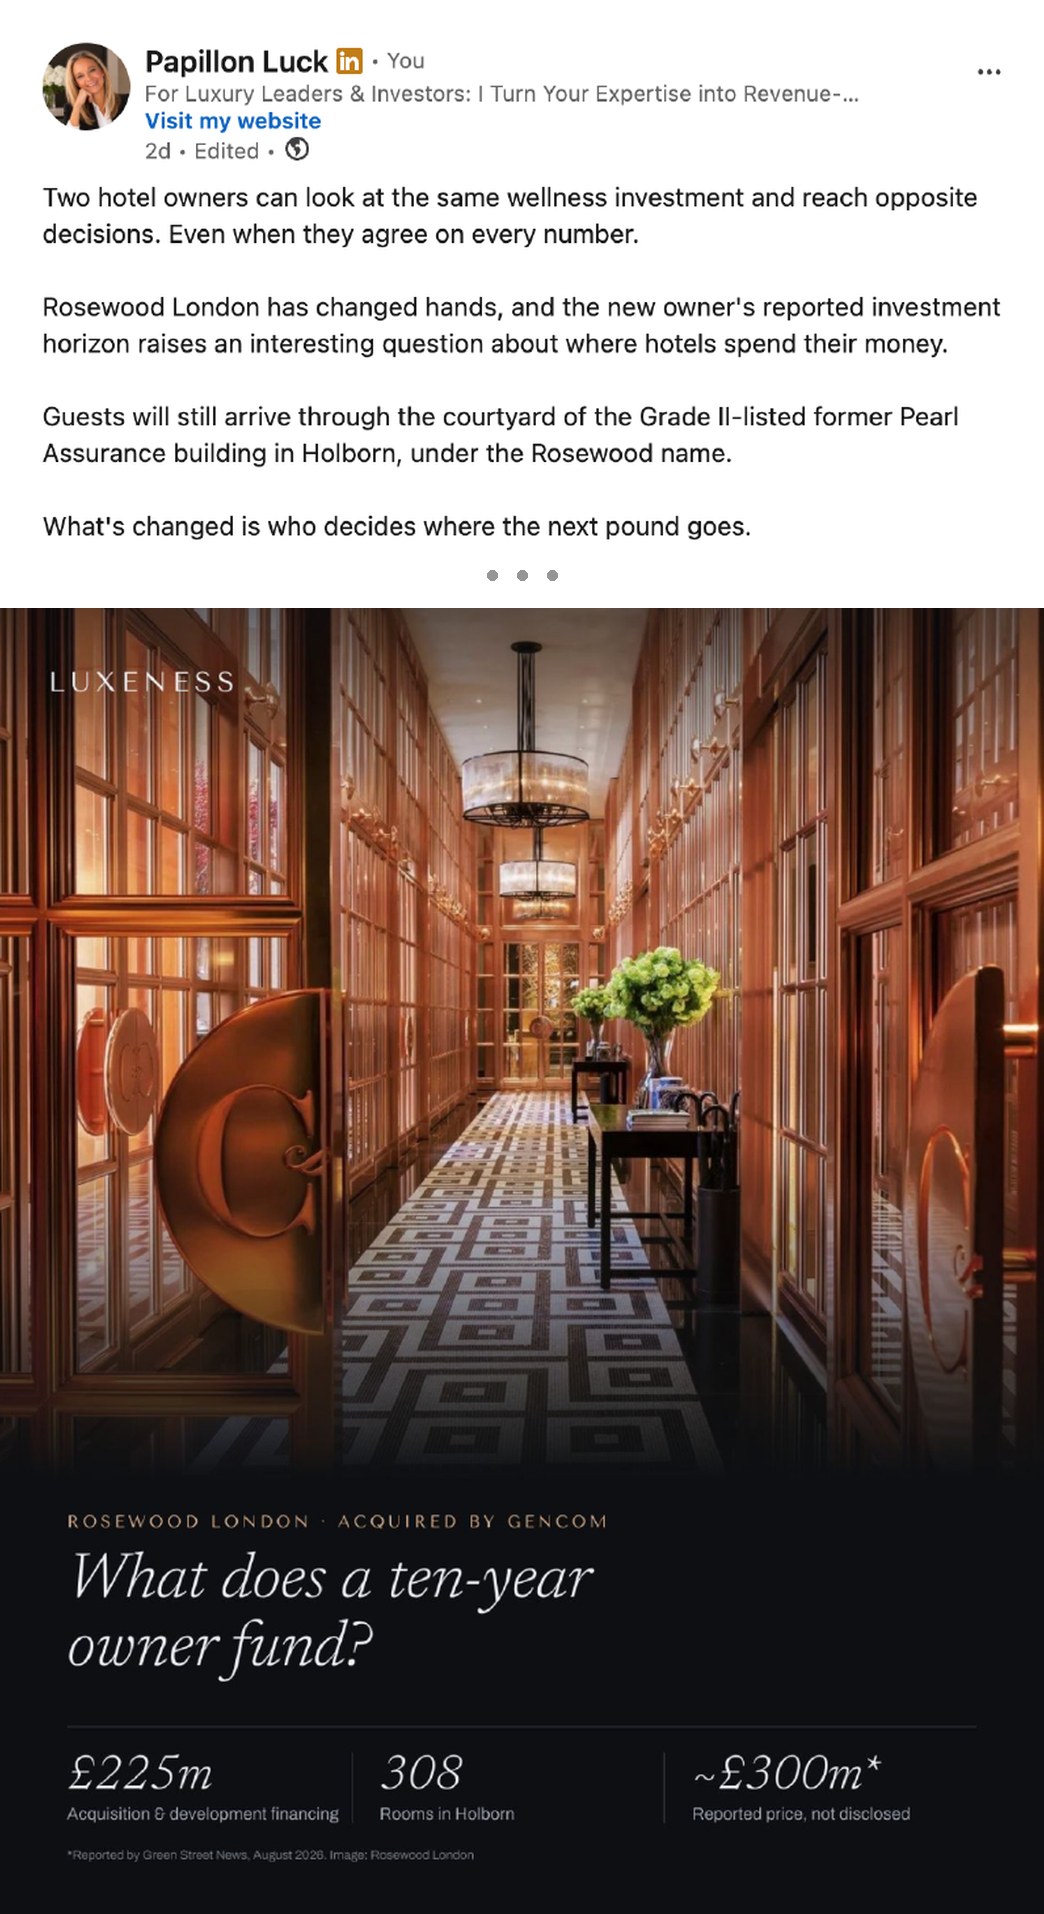 Papillon Luck in • You
For Luxury Leaders & Investors: I Turn Your Expertise into Revenue-...
Visit my website
2d • Edited •
Two hotel owners can look at the same wellness investment and reach opposite
decisions. Even when they agree on every number.
Rosewood London has changed hands, and the new owner's reported investment
horizon raises an interesting question about where hotels spend their money.
Guests will still arrive through the courtyard of the Grade II-listed former Pearl
Assurance building in Holborn, under the Rosewood name.
What's changed is who decides where the next pound goes.
LUXENESS
ROSEWOOD LONDON · ACQUIRED BY GENCOM
What does a ten-year
owner fund?
£225m
Acquisition & development financing
308
Rooms in Holborn
~£300m*
Reported price, not disclosed
*Reported by Green Street News, August 2026. Image: Rosewood London